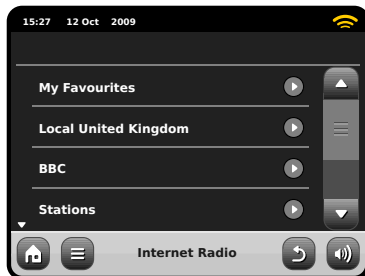 15:27 12 Oct 2009
My Favourites
Local United Kingdom
BBC
Stations
Internet Radio